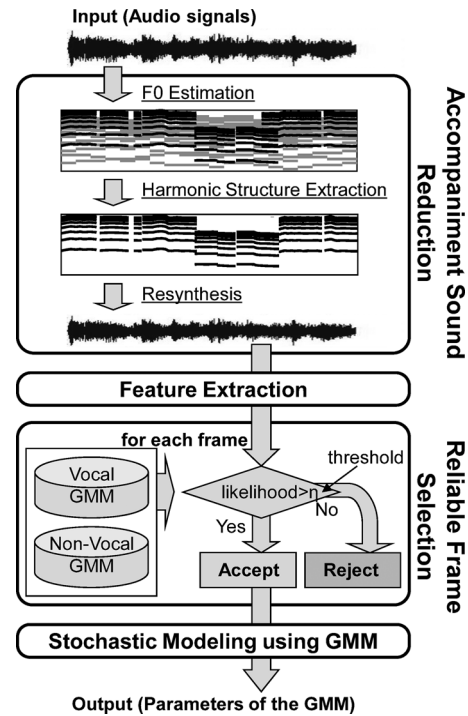 Input (Audio signals)
F0 Estimation
Harmonic Structure Extraction
Resynthesis
Accompaniment Sound
Reduction
Feature Extraction
for each frame
threshold
Vocal
GMM
likelihood>η
No
Yes
Non-Vocal
GMM
Accept
Reject
Reliable Frame
Selection
Stochastic Modeling using GMM
Output (Parameters of the GMM)